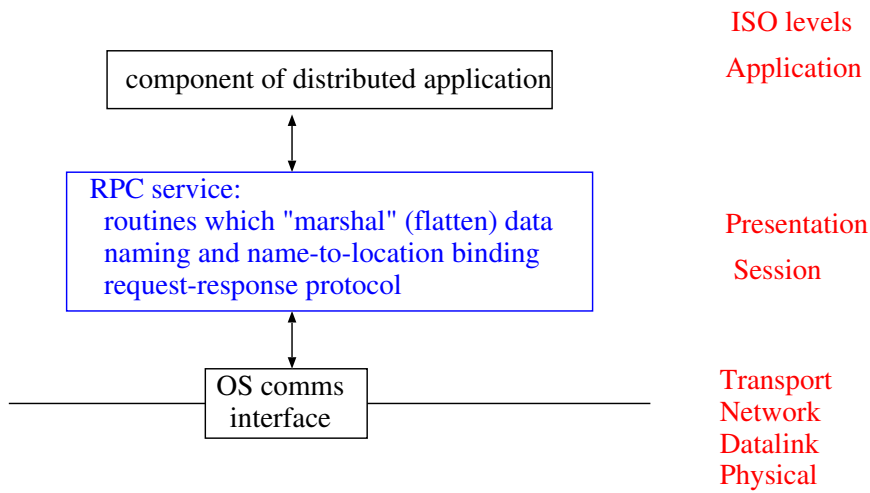 ISO levels
component of distributed application
Application
RPC service:
routines which "marshal" (flatten) data
naming and name-to-location binding
request-response protocol
Presentation
Session
OS comms
interface
Transport
Network
Datalink
Physical